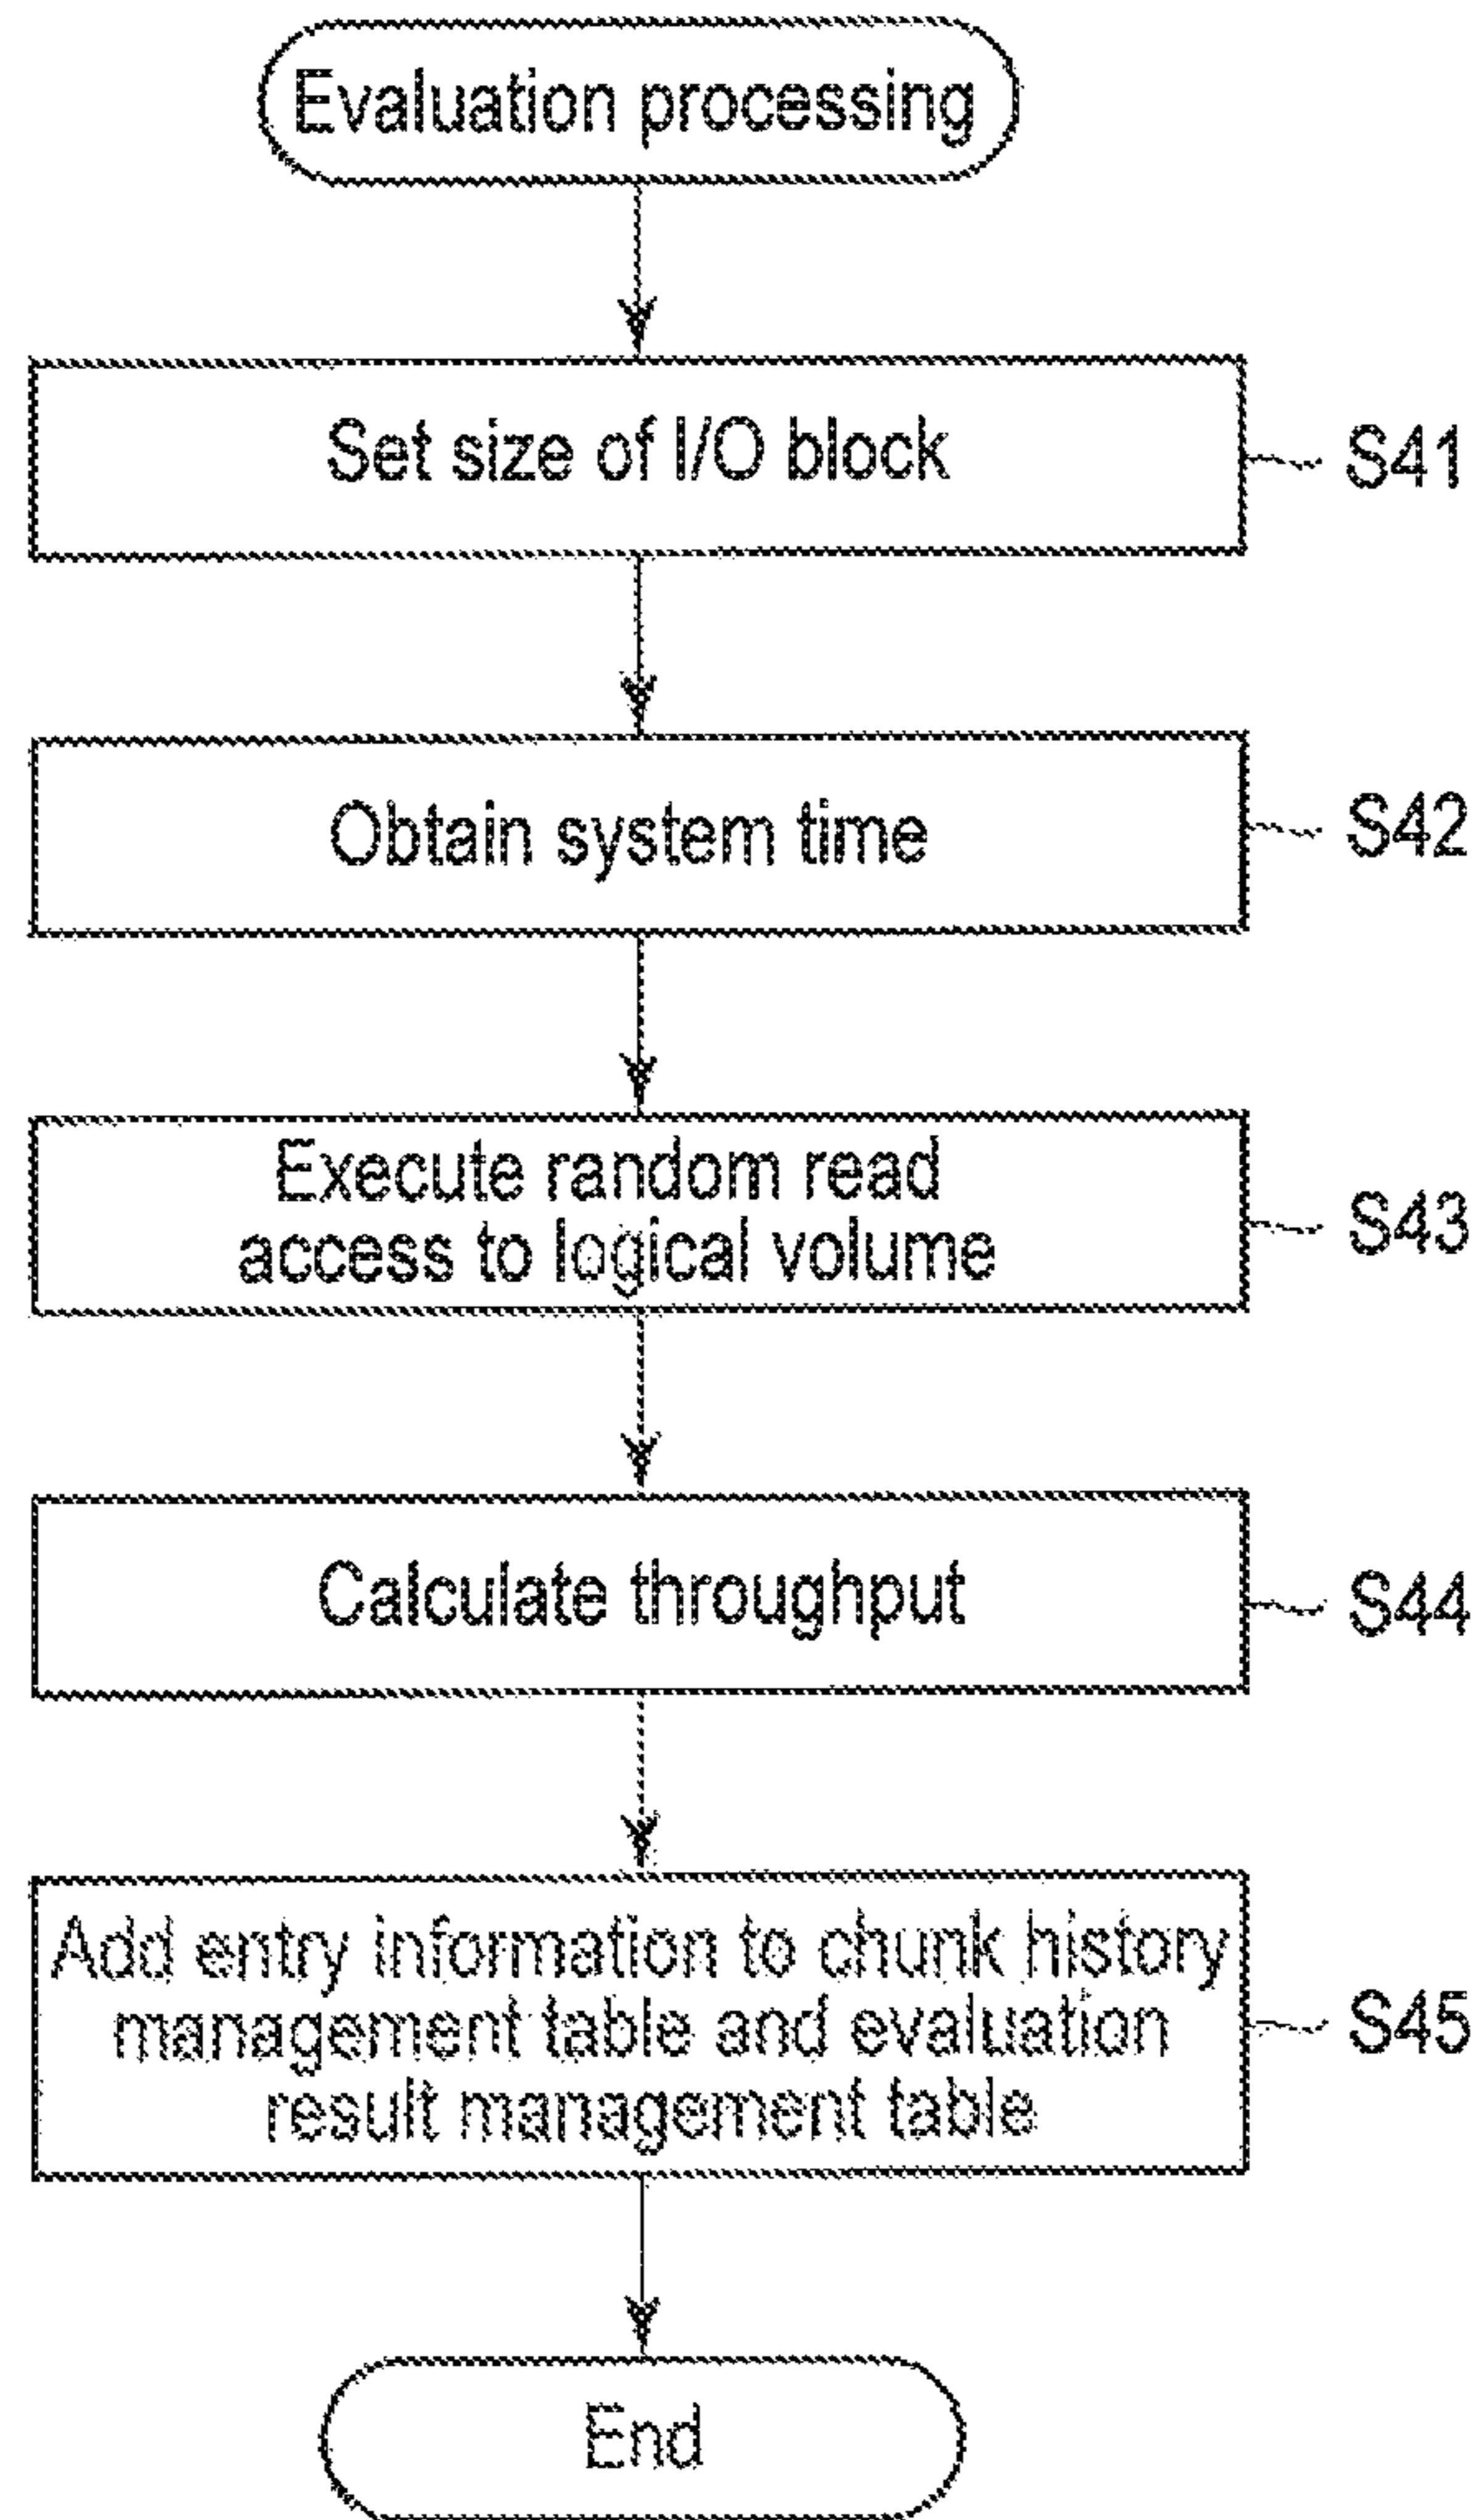 Evaluation processing
Set size of I/O block
S41
Obtain system time
S42
Execute random read
access to logical volume
S43
Calculate throughput
S44
Add entry information to chunk history
management table and evaluation
result management table
S45
End